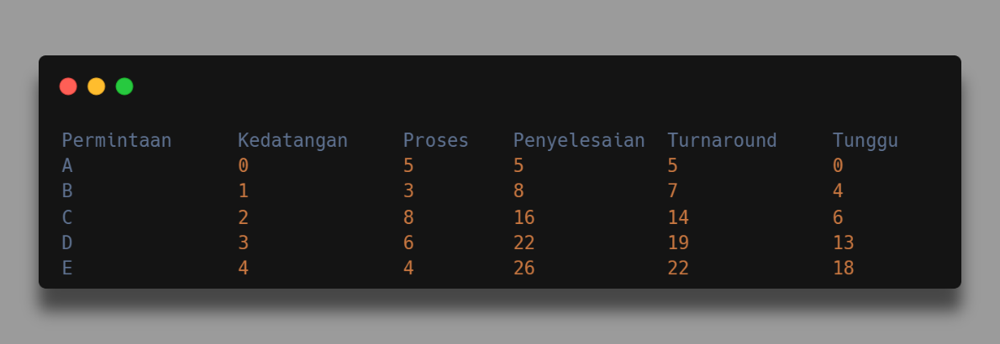 Permintaan Kedatangan Proses Penyelesaian Turnaround Tunggu
A 0 5 5 5 0
B 1 3 8 7 4
C 2 8 16 14 6
D 3 6 22 19 13
E 4 4 26 22 18